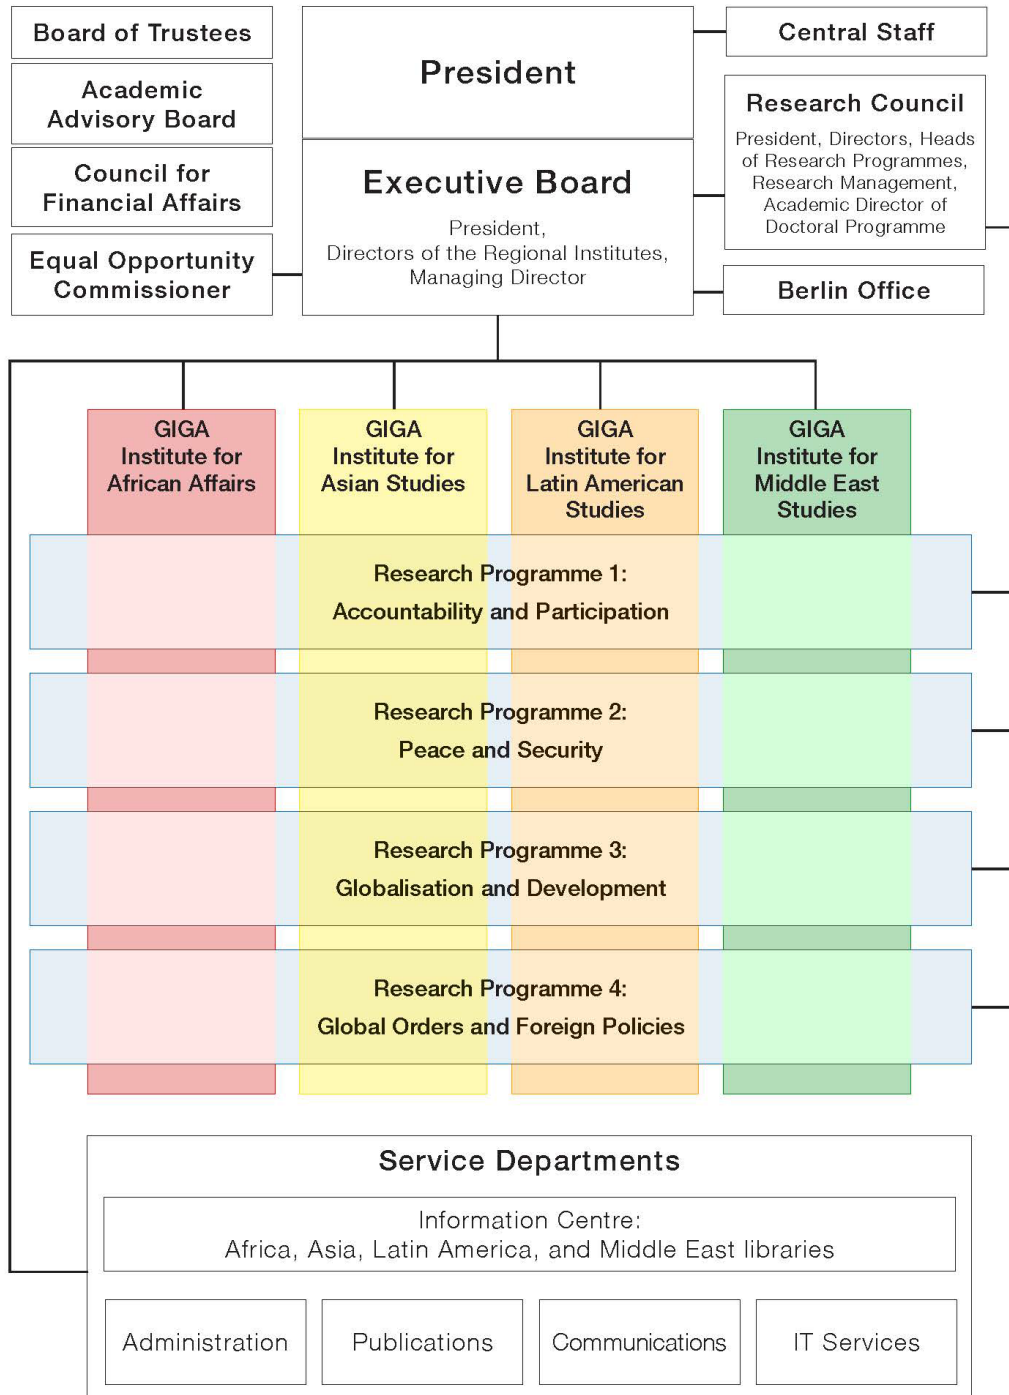 Board of Trustees
Academic
Advisory Board
Council for
Financial Affairs
Equal Opportunity
Commissioner
President
Executive Board
President,
Directors of the Regional Institutes,
Managing Director
Central Staff
Research Council
President, Directors, Heads
of Research Programmes,
Research Management,
Academic Director of
Doctoral Programme
Berlin Office
GIGA
Institute for
African Affairs
GIGA
Institute for
Asian Studies
GIGA
Institute for
Latin American
Studies
GIGA
Institute for
Middle East
Studies
Research Programme 1:
Accountability and Participation
Research Programme 2:
Peace and Security
Research Programme 3:
Globalisation and Development
Research Programme 4:
Global Orders and Foreign Policies
Service Departments
Information Centre:
Africa, Asia, Latin America, and Middle East libraries
Administration
Publications
Communications
IT Services